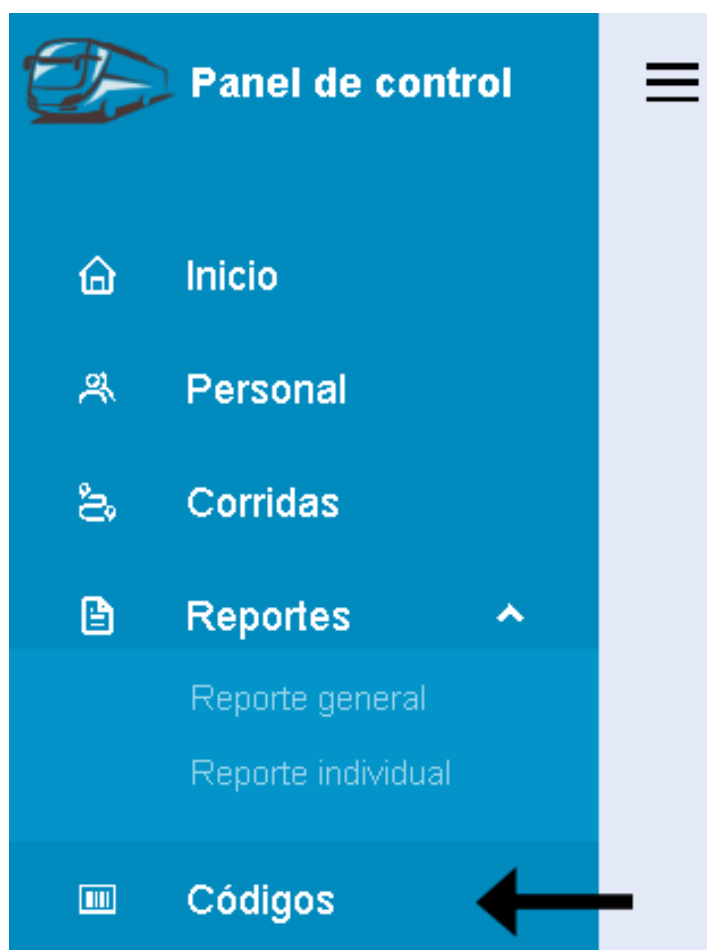 Panel de control
Inicio
Personal
Corridas
Reportes
Reporte general
Reporte individual
Códigos